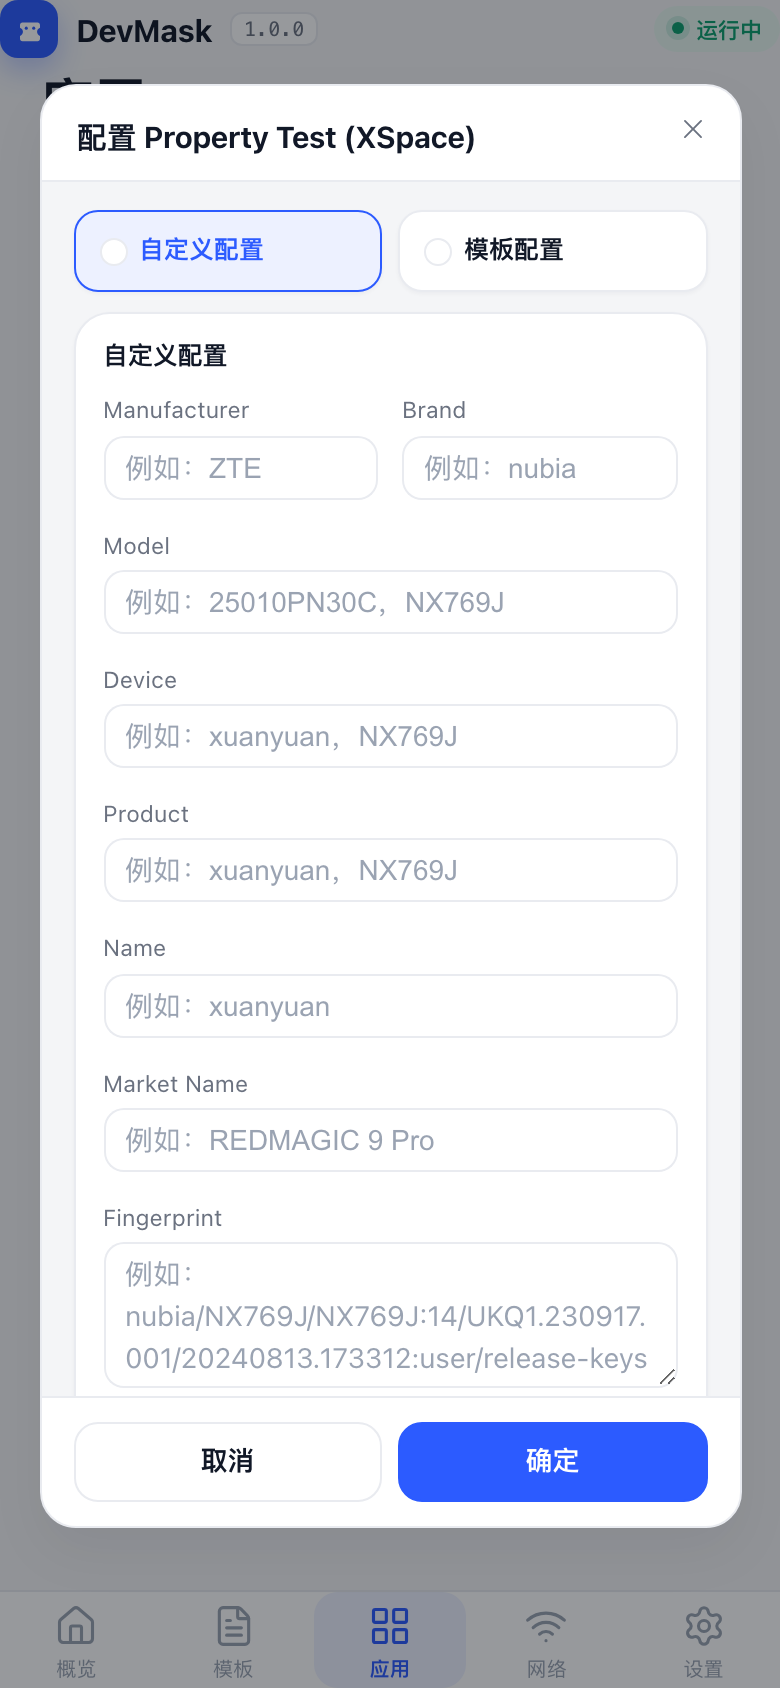 DevMask 1.0.0 运行中
配置 Property Test (XSpace)
自定义配置 模板配置
自定义配置
Manufacturer Brand
例如：ZTE 例如：nubia
Model
例如：25010PN30C，NX769J
Device
例如：xuanyuan，NX769J
Product
例如：xuanyuan，NX769J
Name
例如：xuanyuan
Market Name
例如：REDMAGIC 9 Pro
Fingerprint
例如：
nubia/NX769J/NX769J:14/UKQ1.230917.
001/20240813.173312:user/release-keys
取消 确定
概览 模板 应用 网络 设置